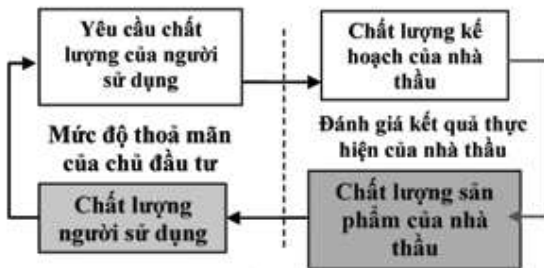 Yêu cầu chất
lượng của người
sử dụng
Chất lượng kế
hoạch của nhà
thầu
Mức độ thoả mãn
của chủ đầu tư
Đánh giá kết quả thực
hiện của nhà thầu
Chất lượng
người sử dụng
Chất lượng sản
phẩm của nhà
thầu